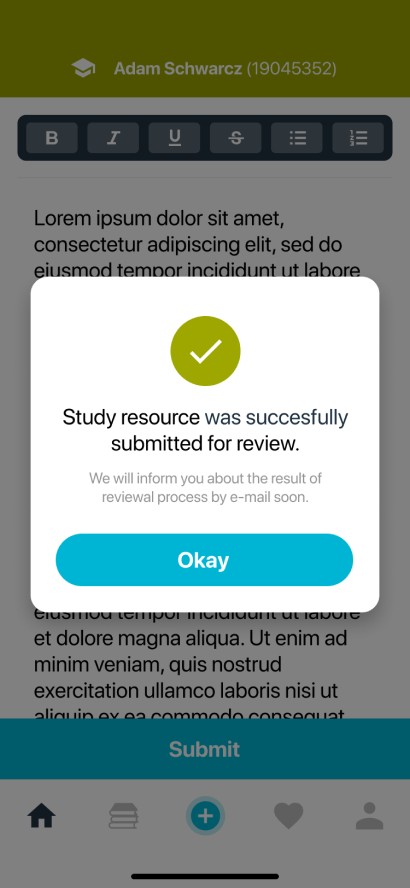 Adam Schwarcz (19045352)
B I U S
Lorem ipsum dolor sit amet,
consectetur adipiscing elit, sed do
eiusmod tempor incididunt ut labore
Study resource was succesfully
submitted for review.
We will inform you about the result of
reviewal process by e-mail soon.
Okay
eiusmod tempor incididunt ut labore
et dolore magna aliqua. Ut enim ad
minim veniam, quis nostrud
exercitation ullamco laboris nisi ut
aliquip ex ea commodo consequat
Submit